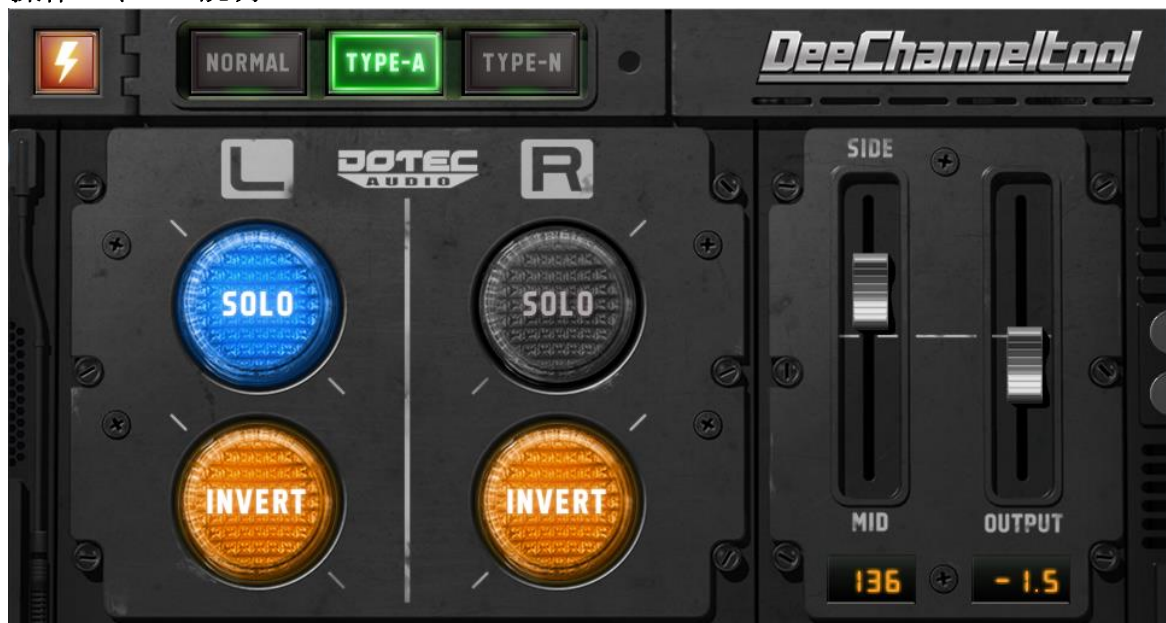 NORMAL TYPE-A TYPE-N
DeeChanneltool
L DOTEC AUDIO R
SIDE
SOLO SOLO
INVERT INVERT
MID OUTPUT
136 -1.5